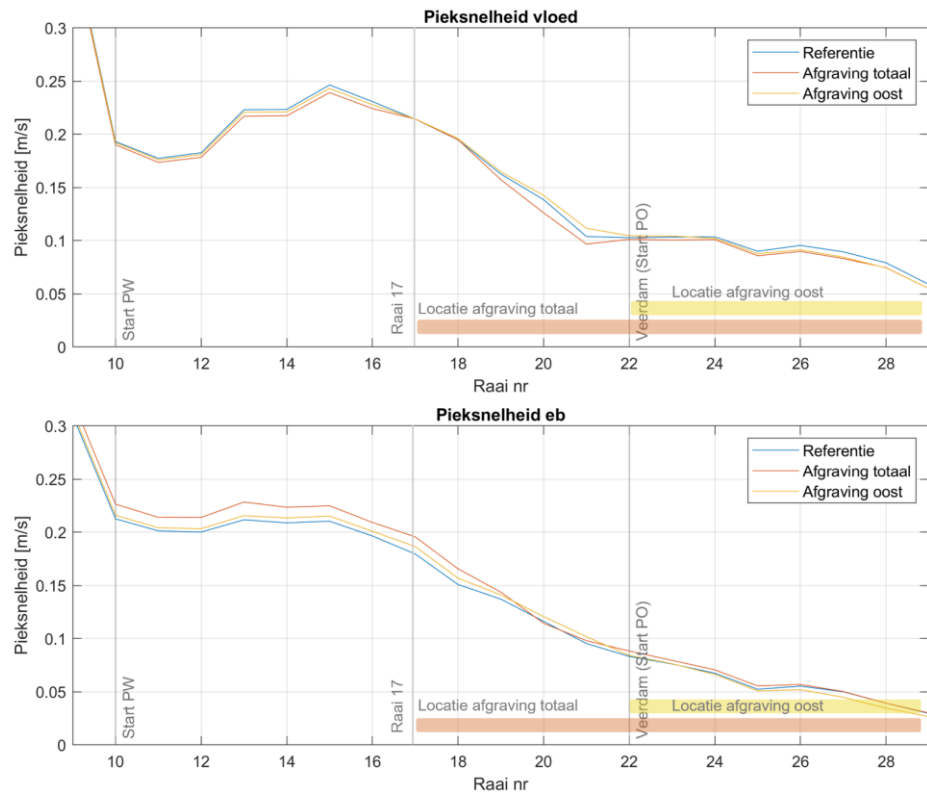 Pieksnelheid vloed
0.3
0.25
0.2
0.15
0.1
0.05
0
Pieksnelheid [m/s]
Referentie
Afgraving totaal
Afgraving oost
Start PW
Raai 17
Veerdam (Start PO)
Locatie afgraving oost
Locatie afgraving totaal
10 12 14 16 18 20 22 24 26 28
Raai nr
Pieksnelheid eb
0.3
0.25
0.2
0.15
0.1
0.05
0
Pieksnelheid [m/s]
Referentie
Afgraving totaal
Afgraving oost
Start PW
Raai 17
Veerdam (Start PO)
Locatie afgraving totaal
Locatie afgraving oost
10 12 14 16 18 20 22 24 26 28
Raai nr